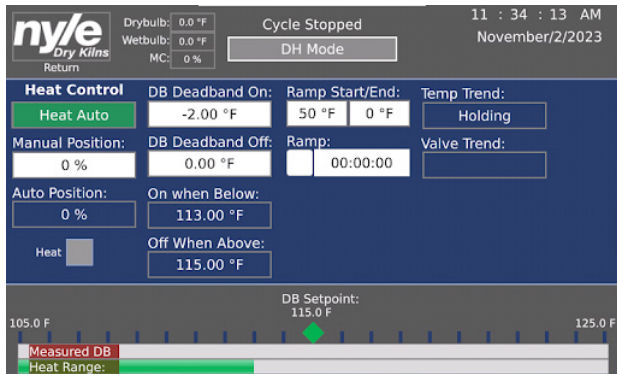 nyle
Dry Kilns
Return
Drybulb: 0.0 °F
Wetbulb: 0.0 °F
MC: 0 %
Cycle Stopped
DH Mode
11 : 34 : 13 AM
November/2/2023
Heat Control
Heat Auto
Manual Position:
0 %
Auto Position:
0 %
Heat
DB Deadband On:
-2.00 °F
DB Deadband Off:
0.00 °F
On when Below:
113.00 °F
Off When Above:
115.00 °F
Ramp Start/End:
50 °F 0 °F
Ramp:
00:00:00
Temp Trend:
Holding
Valve Trend:
DB Setpoint:
115.0 F
105.0 F 125.0 F
Measured DB
Heat Range: